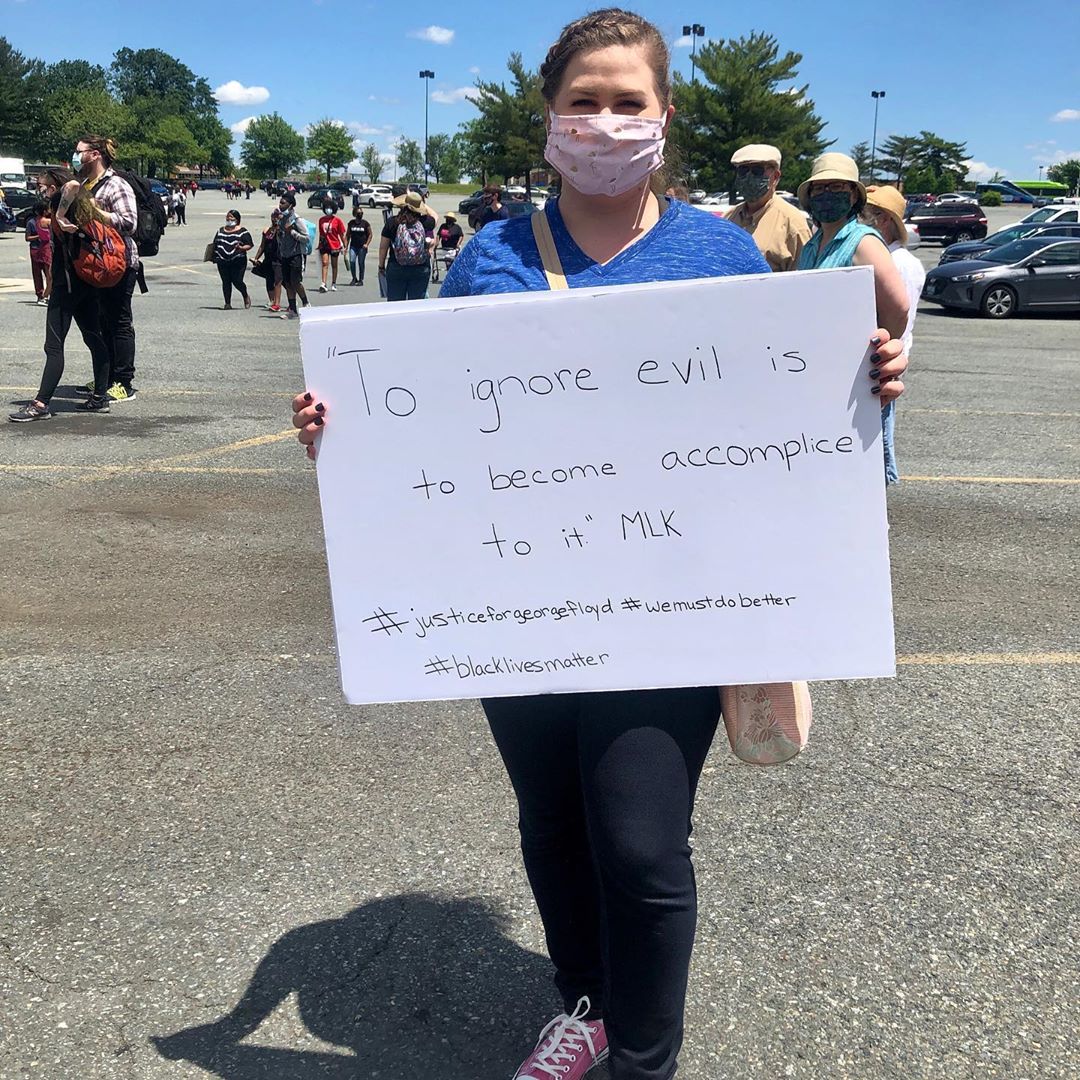 "To ignore evil is
to become accomplice
to it." MLK
#justiceforgeorgefloyd #wemustdobetter
#blacklivesmatter